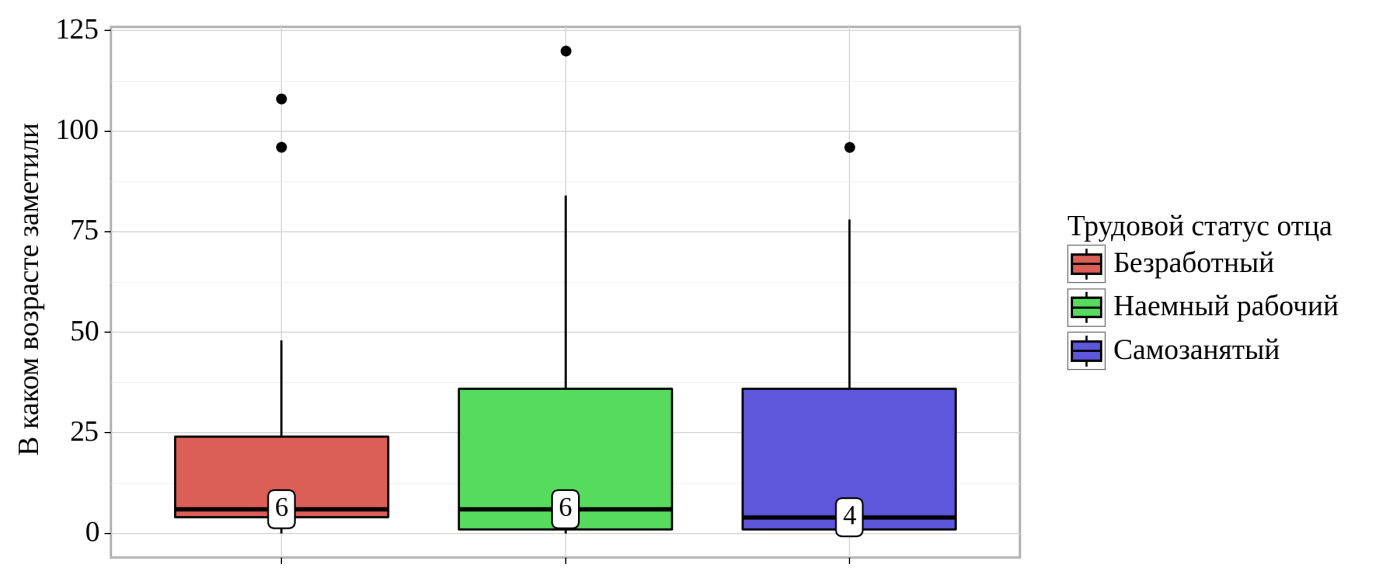 В каком возрасте заметили
125
100
75
50
25
0
6
6
4
Трудовой статус отца
Безработный
Наемный рабочий
Самозанятый